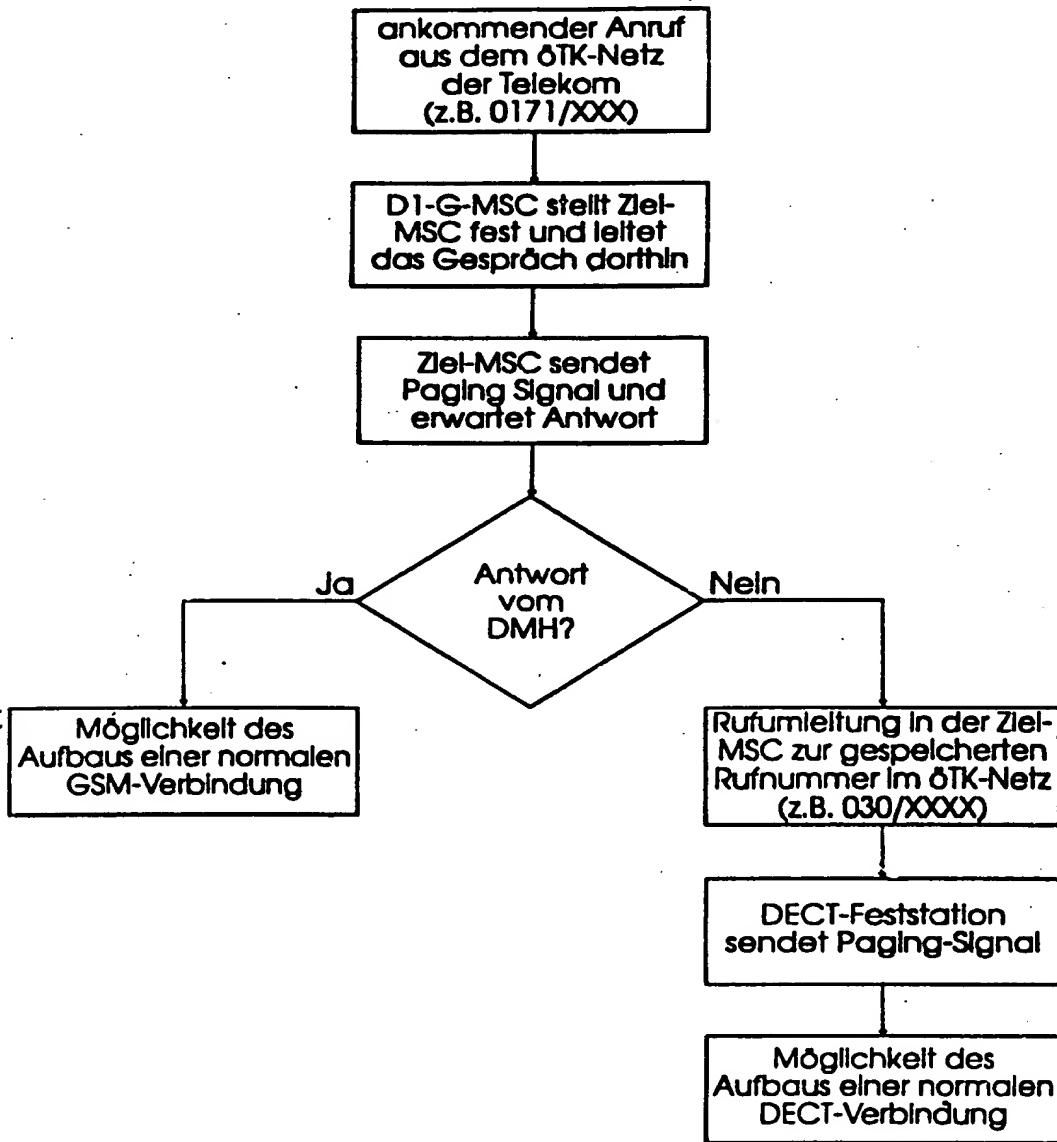 ankommender Anruf
aus dem öTK-Netz
der Telekom
(z.B. 0171/XXX)
D1-G-MSC stellt Ziel-
MSC fest und leitet
das Gespräch dorthin
Ziel-MSC sendet
Paging Signal und
erwartet Antwort
Antwort
vom
DMH?
Ja
Nein
Möglichkeit des
Aufbaus einer normalen
GSM-Verbindung
Rufumleitung in der Ziel-
MSC zur gespeicherten
Rufnummer im öTK-Netz
(z.B. 030/XXXX)
DECT-Feststation
sendet Paging-Signal
Möglichkeit des
Aufbaus einer normalen
DECT-Verbindung